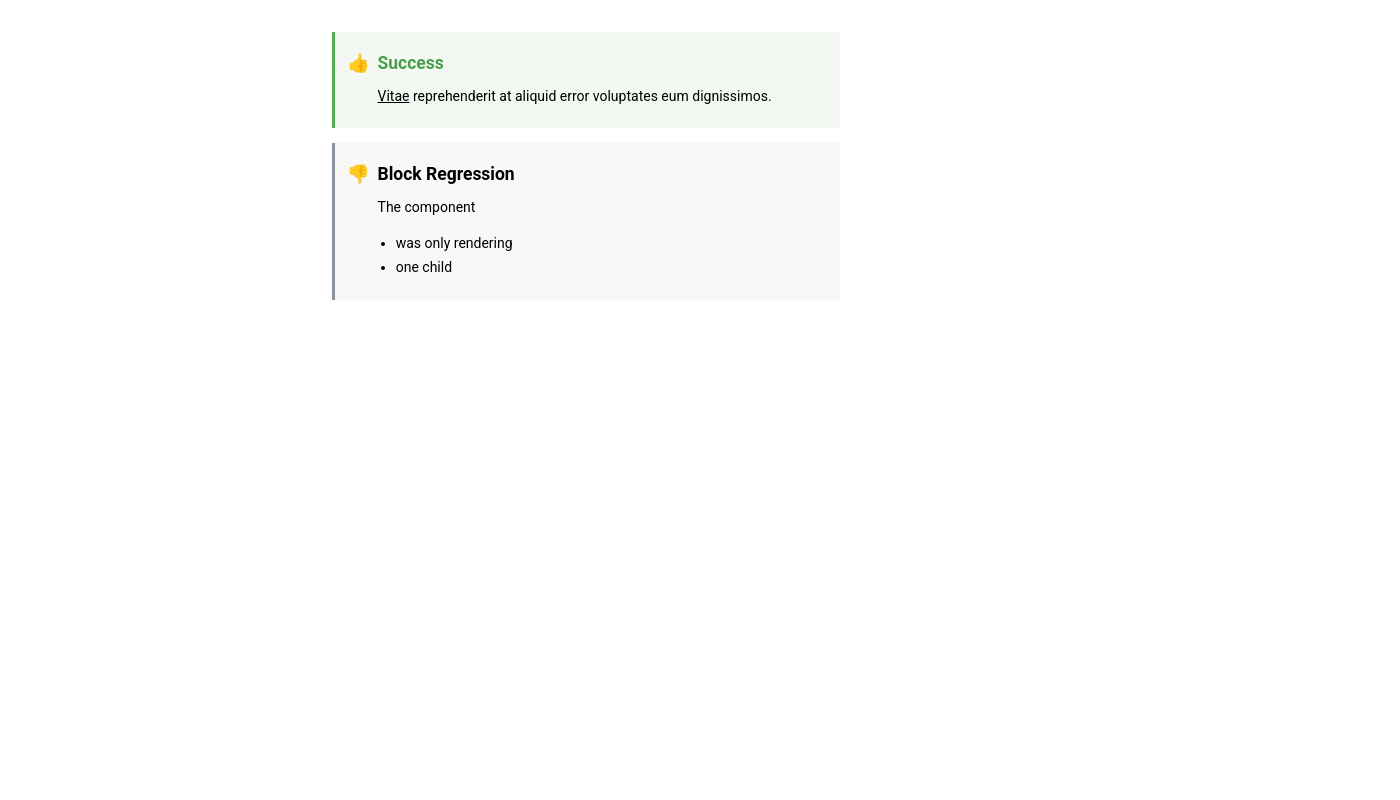 👍 Success
Vitae reprehenderit at aliquid error voluptates eum dignissimos.
👎 Block Regression
The component
• was only rendering
• one child